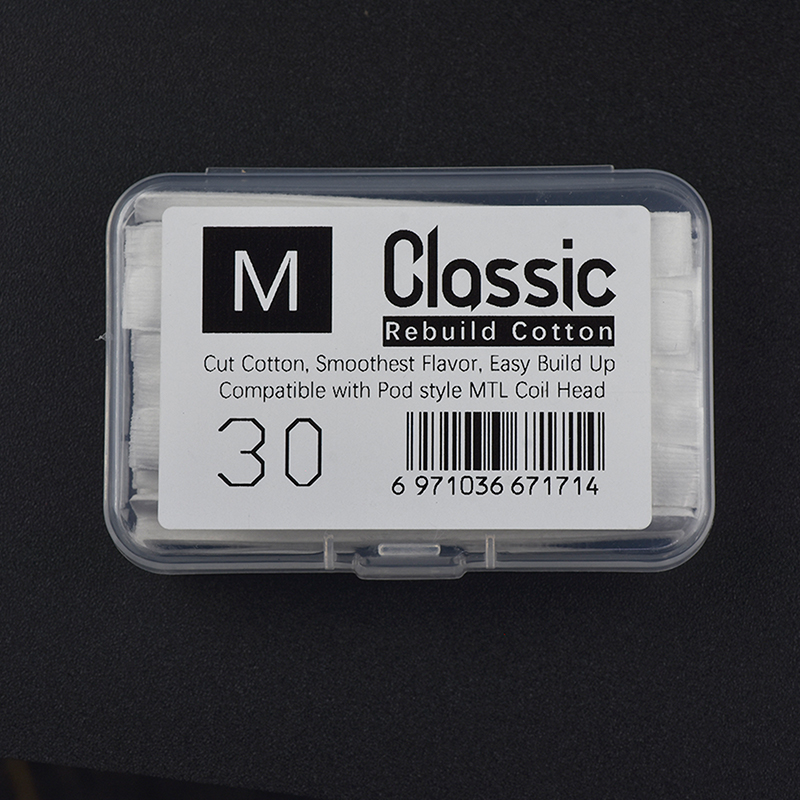 M
Classic
Rebuild Cotton
Cut Cotton, Smoothest Flavor, Easy Build Up
Compatible with Pod style MTL Coil Head
30
6 971036 671714